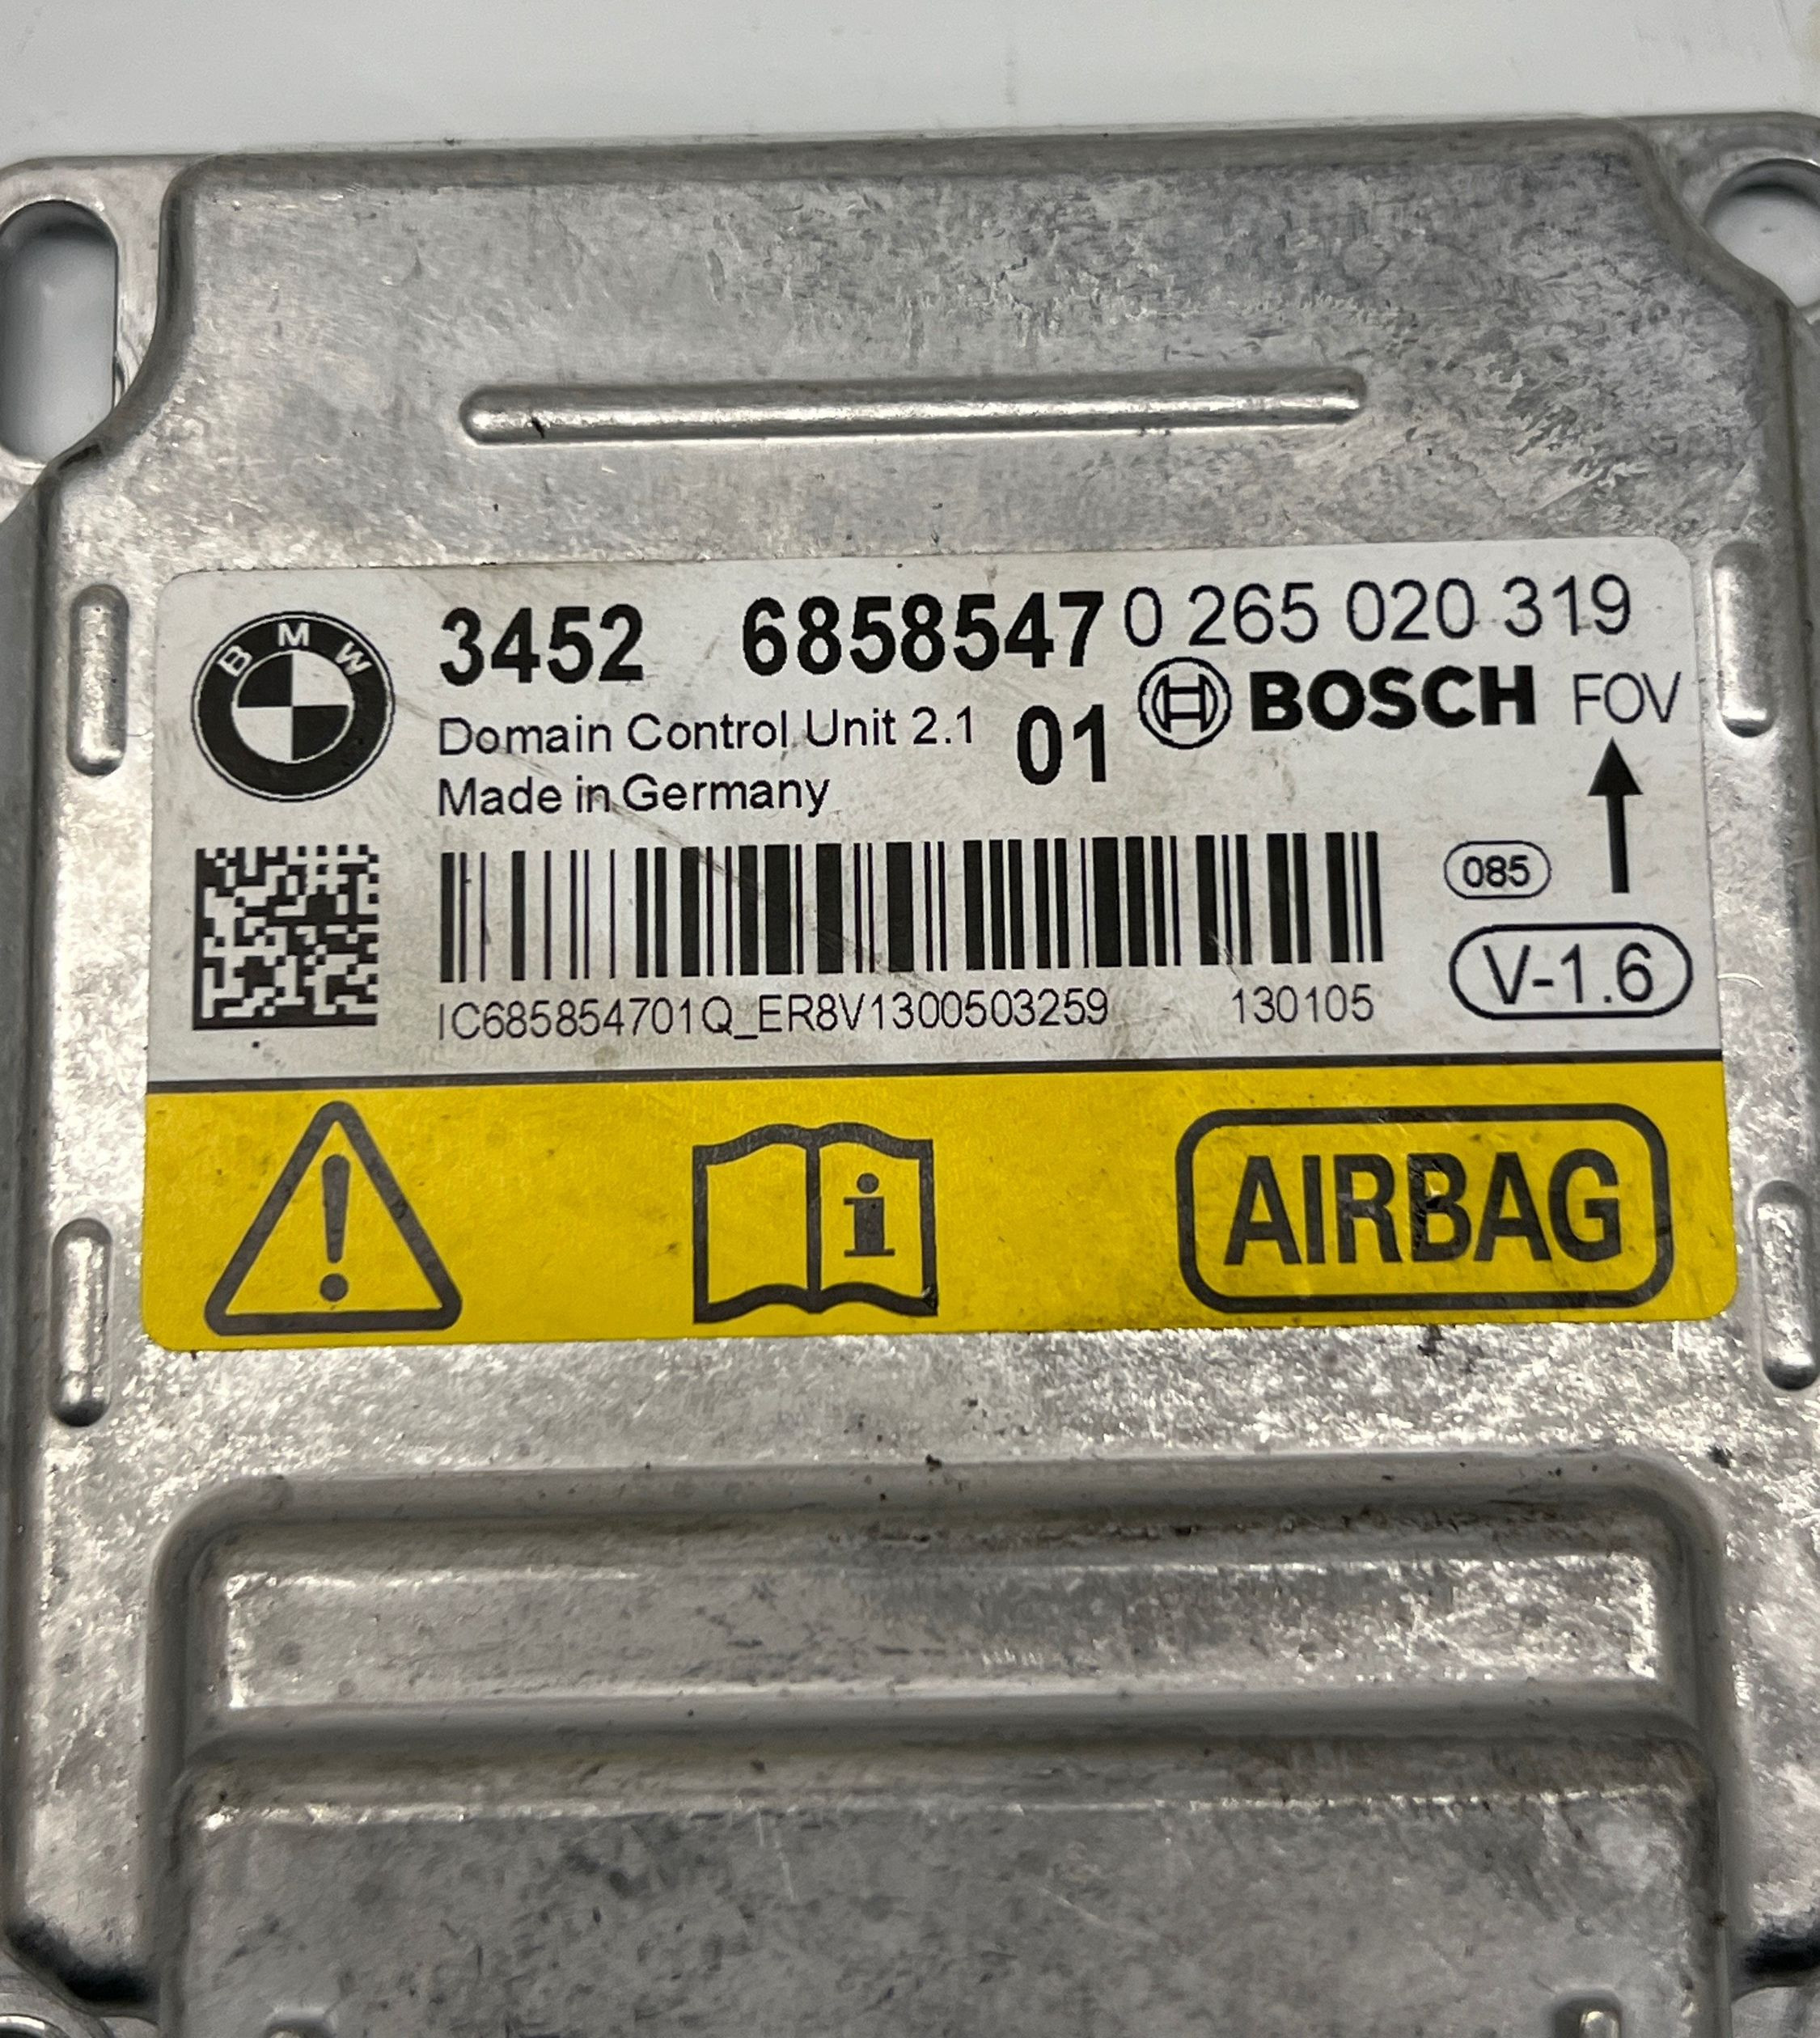 BMW
3452 6858547 0 265 020 319
Domain Control Unit 2.1 01 BOSCH FOV
Made in Germany
085
V-1.6
IC685854701Q_ER8V1300503259 130105
i
AIRBAG